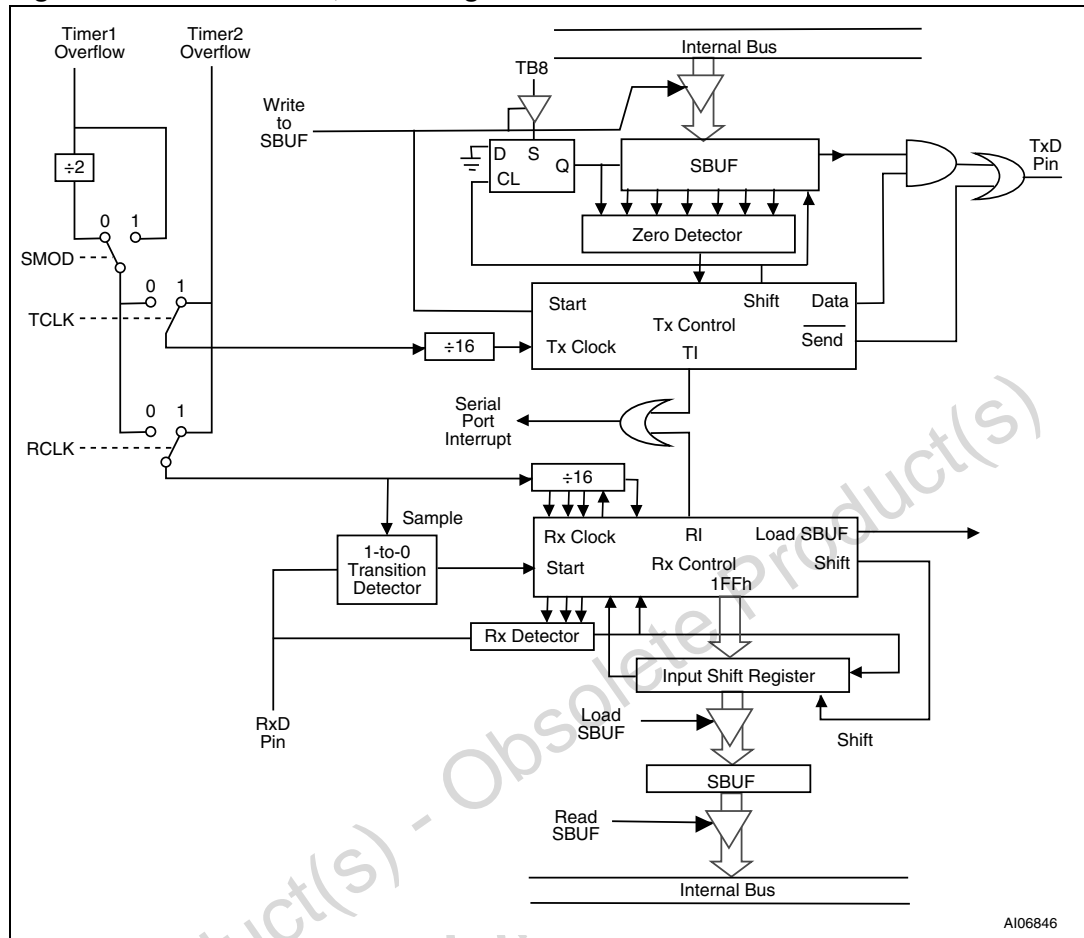 Timer1
Overflow
Timer2
Overflow
Internal Bus
TB8
Write
to
SBUF
÷2
D
S
Q
CL
SBUF
TxD
Pin
Zero Detector
0
1
SMOD
0
1
TCLK
Start
Shift
Data
Tx Control
Send
÷16
Tx Clock
TI
0
1
RCLK
Serial
Port
Interrupt
÷16
Sample
Rx Clock
RI
Load SBUF
1-to-0
Transition
Detector
Start
Rx Control
Shift
1FFh
Rx Detector
Input Shift Register
RxD
Pin
Load
SBUF
Shift
SBUF
Read
SBUF
Internal Bus
AI06846
duct(s) - Obsolete Product(s)